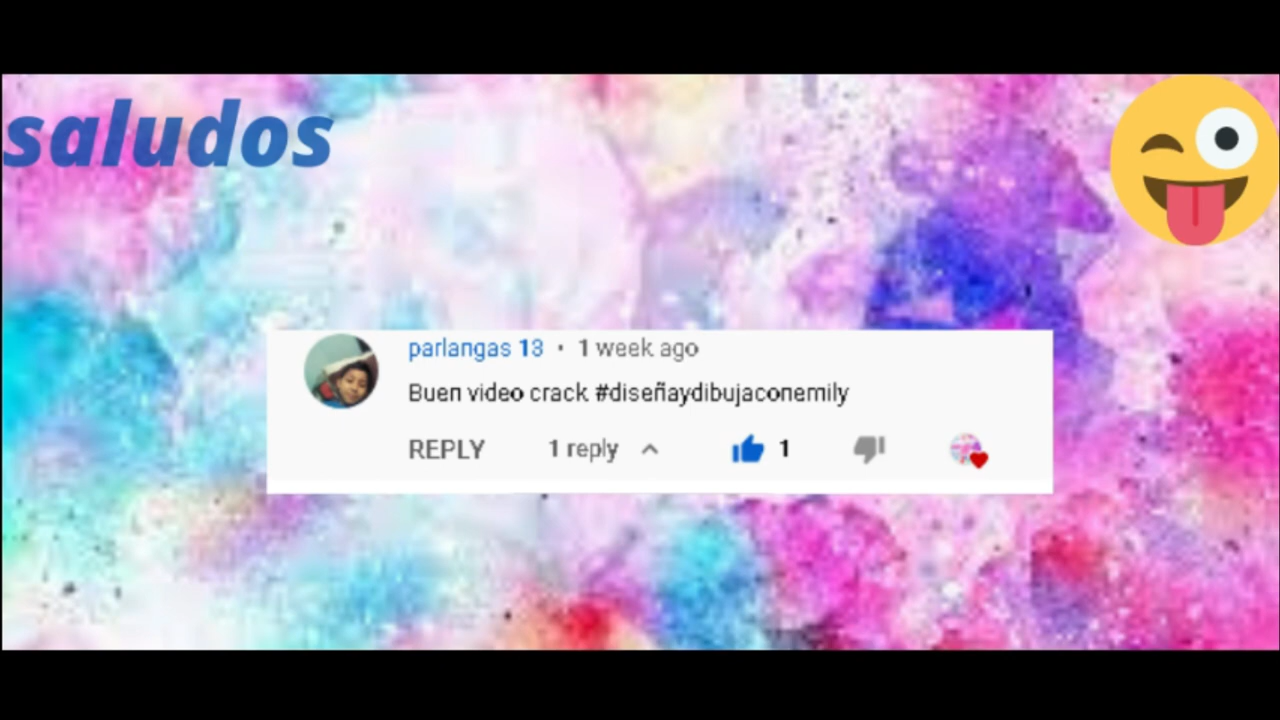 saludos
parlangas 13 · 1 week ago
Buen video crack #diseñaydibujaconemily
REPLY 1 reply 1